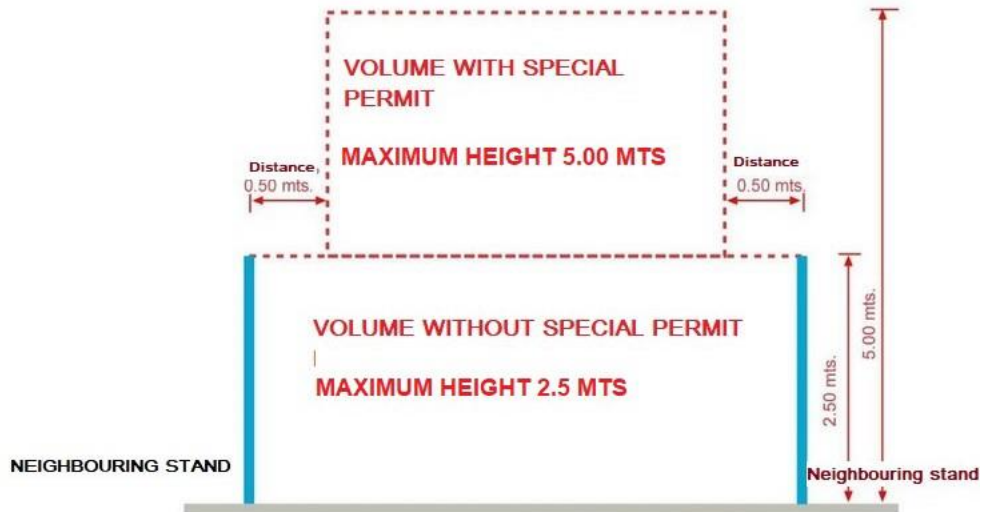 VOLUME WITH SPECIAL
PERMIT
MAXIMUM HEIGHT 5.00 MTS
Distance,
0.50 mts.
Distance
0.50 mts.
VOLUME WITHOUT SPECIAL PERMIT
MAXIMUM HEIGHT 2.5 MTS
2.50 mts.
5.00 mts.
NEIGHBOURING STAND
Neighbouring stand